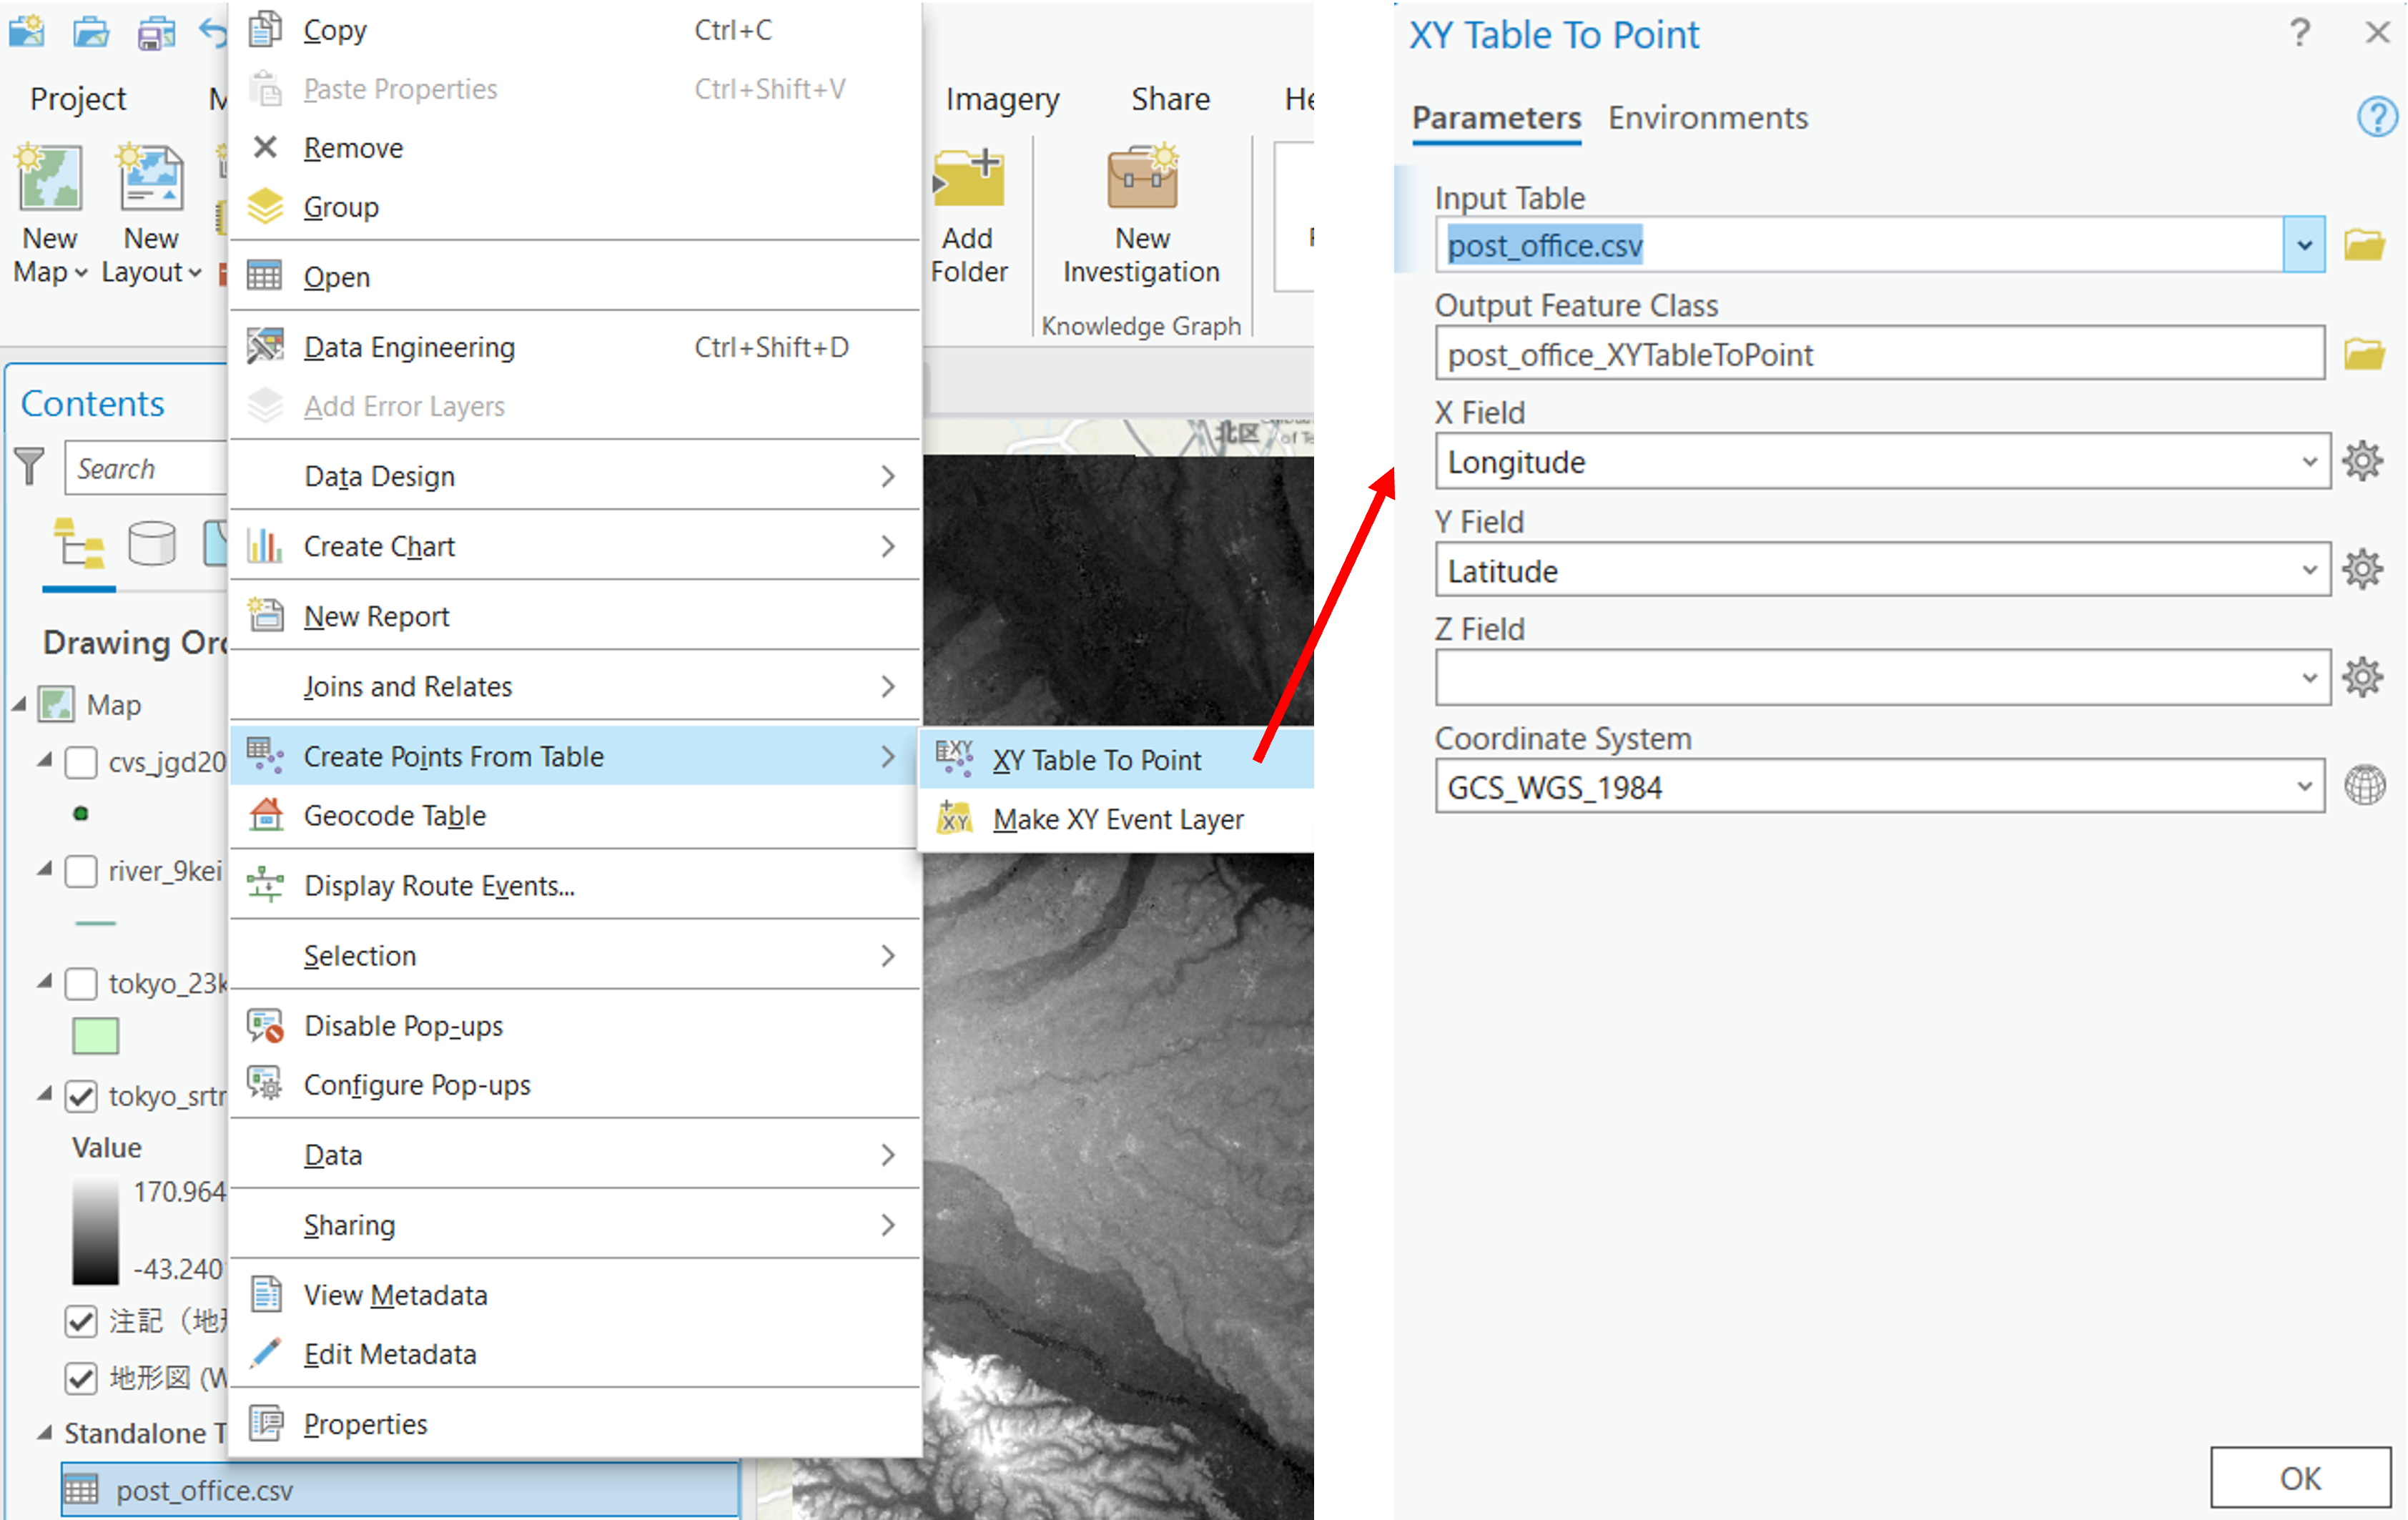 Copy Ctrl+C
Paste Properties Ctrl+Shift+V
Remove
Group
Open
Data Engineering Ctrl+Shift+D
Add Error Layers
Data Design
Create Chart
New Report
Joins and Relates
Create Points From Table
Geocode Table
Display Route Events...
Selection
Disable Pop-ups
Configure Pop-ups
Data
Sharing
View Metadata
Edit Metadata
Properties
XY Table To Point
Make XY Event Layer
Project
Imagery
Share
New
Map
New
Layout
Add
Folder
New
Investigation
Knowledge Graph
Contents
Search
Drawing
Map
cvs_jgd20
river_9kei
tokyo_23k
tokyo_srtr
Value
170.964
-43.240
注記（地形
地形図 (W
Standalone T
post_office.csv
北区
XY Table To Point
?
Parameters Environments
?
Input Table
post_office.csv
Output Feature Class
post_office_XYTableToPoint
X Field
Longitude
Y Field
Latitude
Z Field
Coordinate System
GCS_WGS_1984
OK